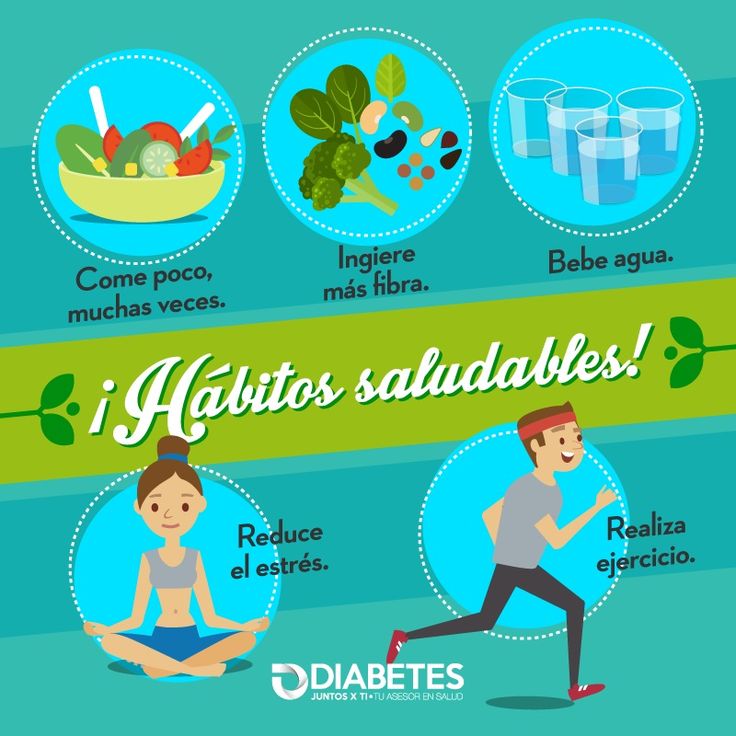 Come poco,
muchas veces.
Ingiere
más fibra.
Bebe agua.
¡Hábitos saludables!
Reduce
el estrés.
Realiza
ejercicio.
DIABETES
JUNTOS X TI•TU ASESOR EN SALUD